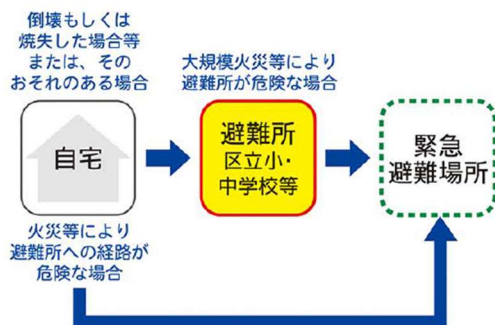 倒壊もしくは
焼失した場合等
または、その
おそれのある場合
自宅
火災等により
避難所への経路が
危険な場合
大規模火災等により
避難所が危険な場合
避難所
区立小・
中学校等
緊急
避難場所